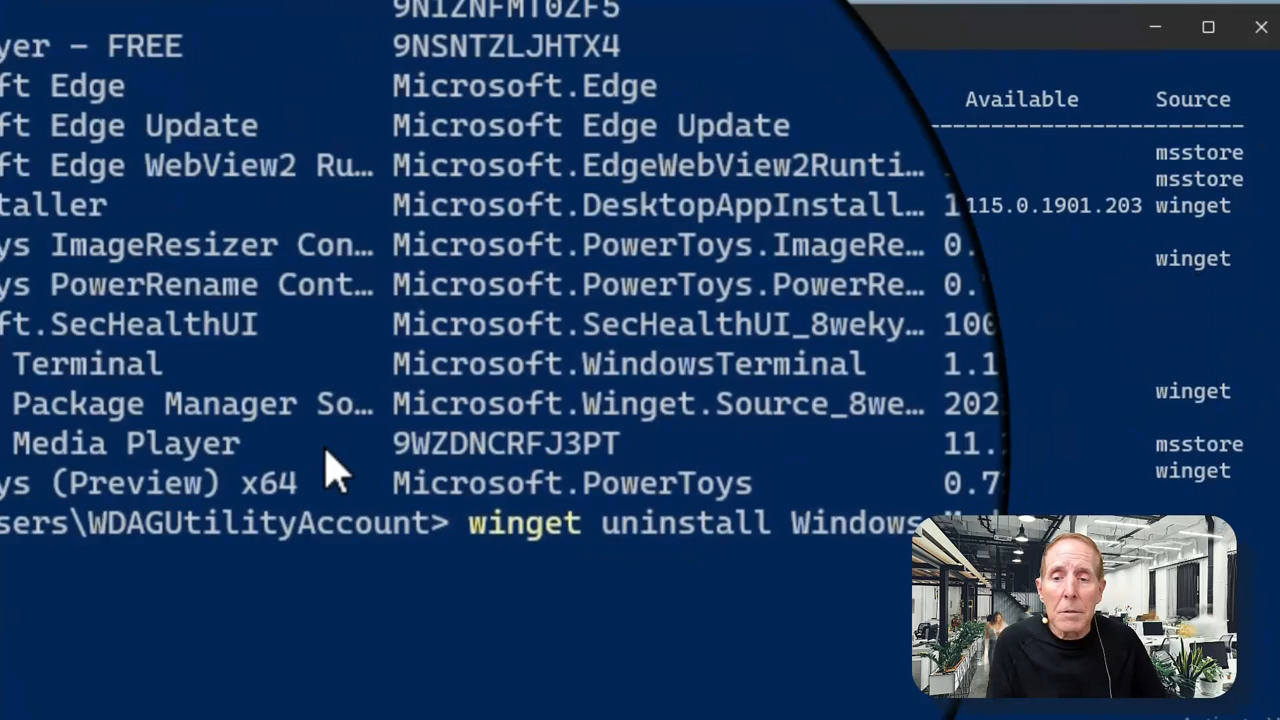 9N1ZNFMT0ZF5
yer – FREE 9NSNTZLJHTX4
ft Edge Microsoft.Edge Available Source
ft Edge Update Microsoft Edge Update
ft Edge WebView2 Ru… Microsoft.EdgeWebView2Runti… msstore
msstore
taller Microsoft.DesktopAppInstall… 1 115.0.1901.203 winget
ys ImageResizer Con… Microsoft.PowerToys.ImageRe… 0. winget
ys PowerRename Cont… Microsoft.PowerToys.PowerRe… 0.
ft.SecHealthUI Microsoft.SecHealthUI_8weky… 100
Terminal Microsoft.WindowsTerminal 1.1
Package Manager So… Microsoft.Winget.Source_8we… 202 winget
Media Player 9WZDNCRFJ3PT 11. msstore
ys (Preview) x64 Microsoft.PowerToys 0.7 winget
sers\WDAGUtilityAccount> winget uninstall Windows